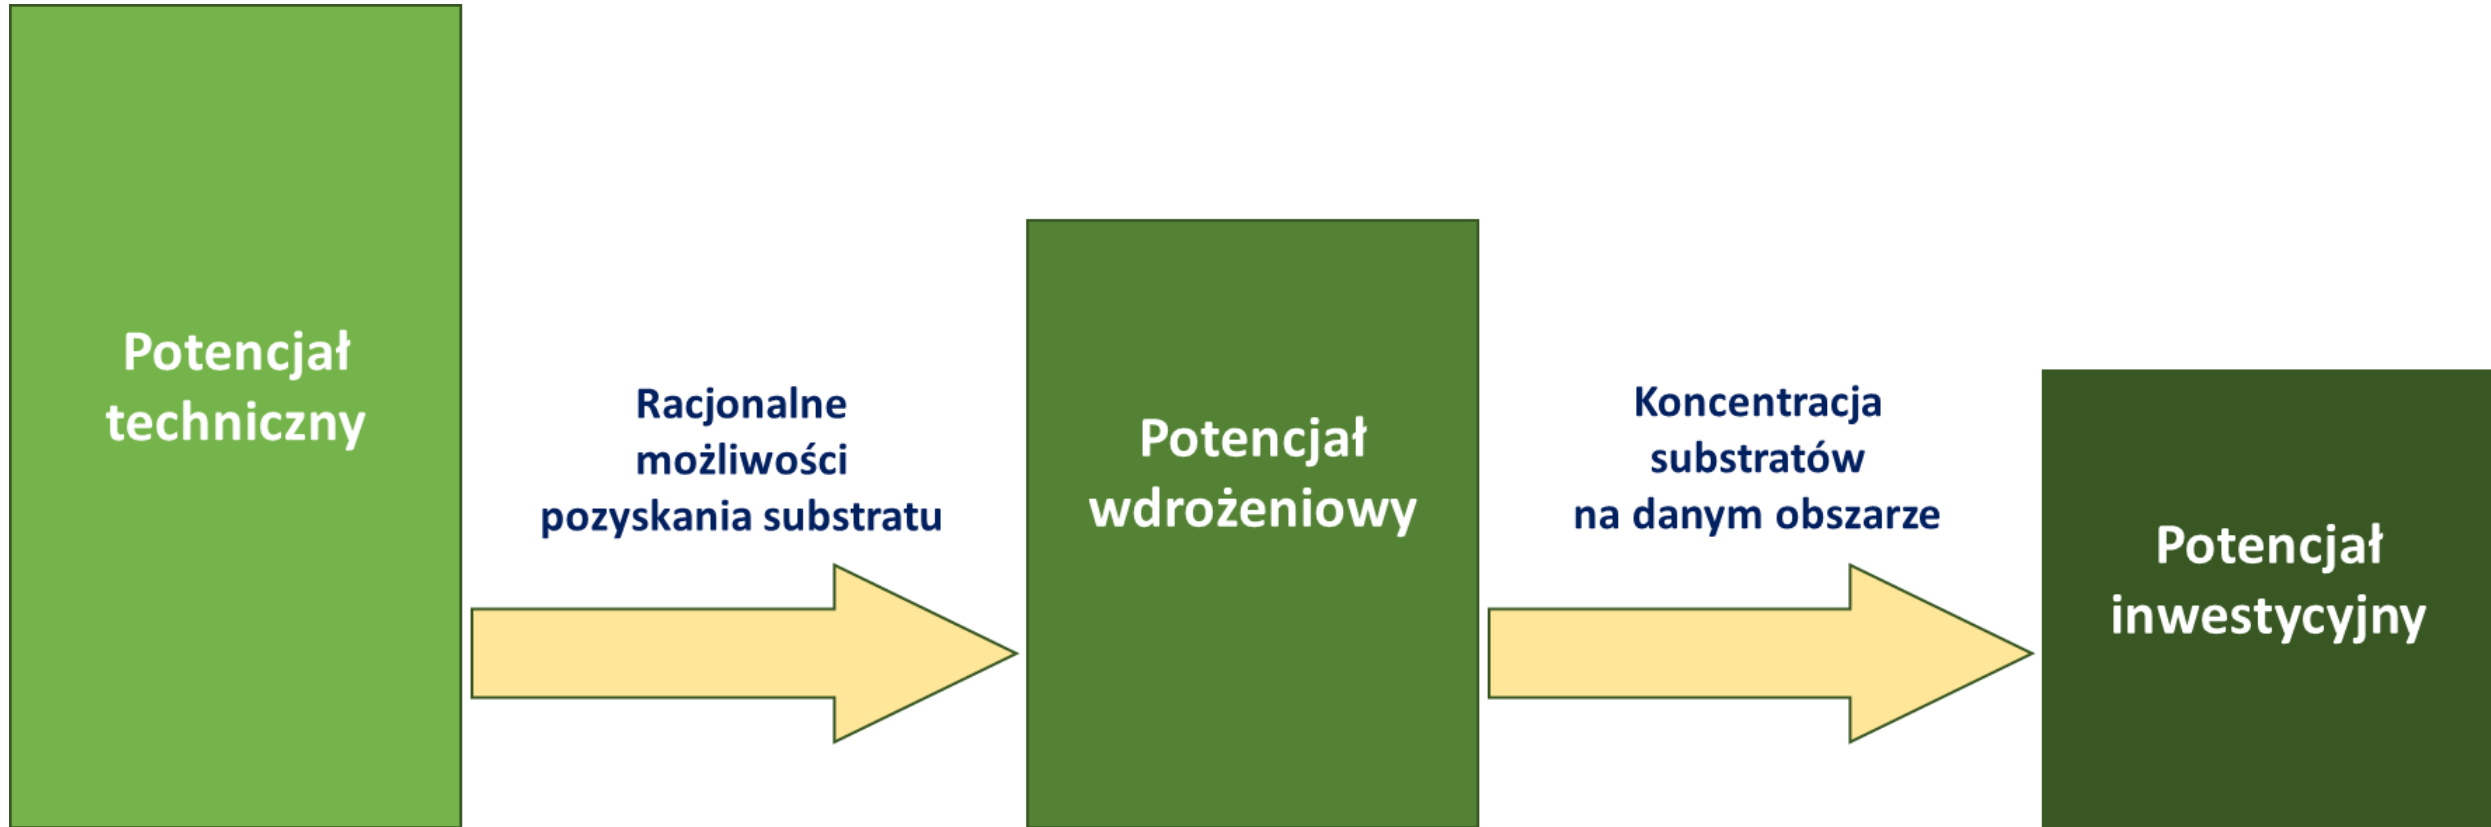 Potencjał
techniczny
Racjonalne
możliwości
pozyskania substratu
Potencjał
wdrożeniowy
Koncentracja
substratów
na danym obszarze
Potencjał
inwestycyjny